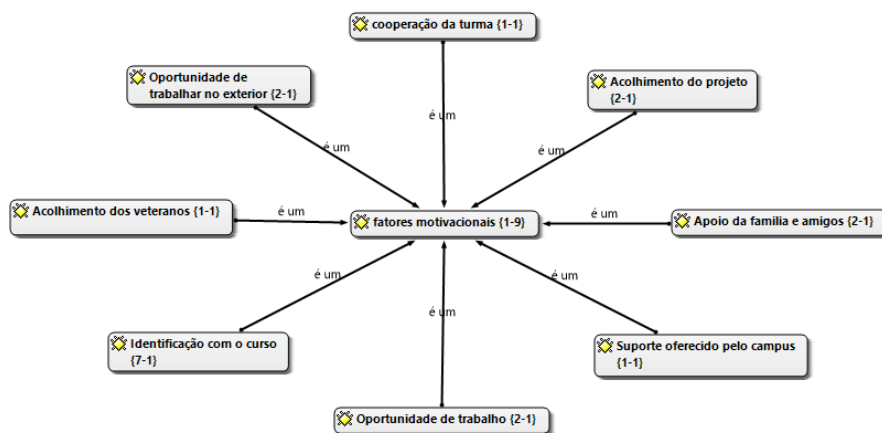 cooperação da turma {1-1}
Oportunidade de
trabalhar no exterior {2-1}
Acolhimento do projeto
{2-1}
é um
é um
é um
Acolhimento dos veteranos {1-1}
é um
fatores motivacionais {1-9}
é um
Apoio da familia e amigos {2-1}
é um
é um
é um
Identificação com o curso
{7-1}
Suporte oferecido pelo campus
{1-1}
Oportunidade de trabalho {2-1}